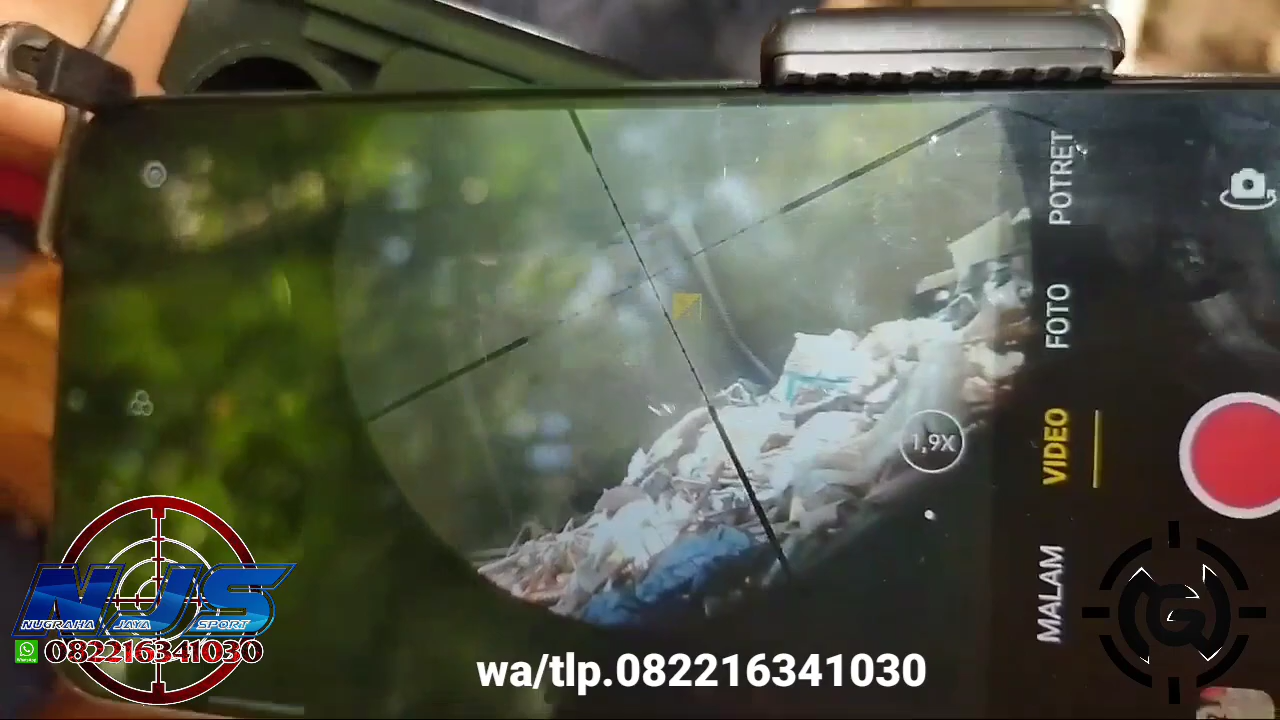 POTRET
FOTO
VIDEO
MALAM
1,9X
NJS
NUGRAHA JAYA SPORT
082216341030
wa/tlp.082216341030